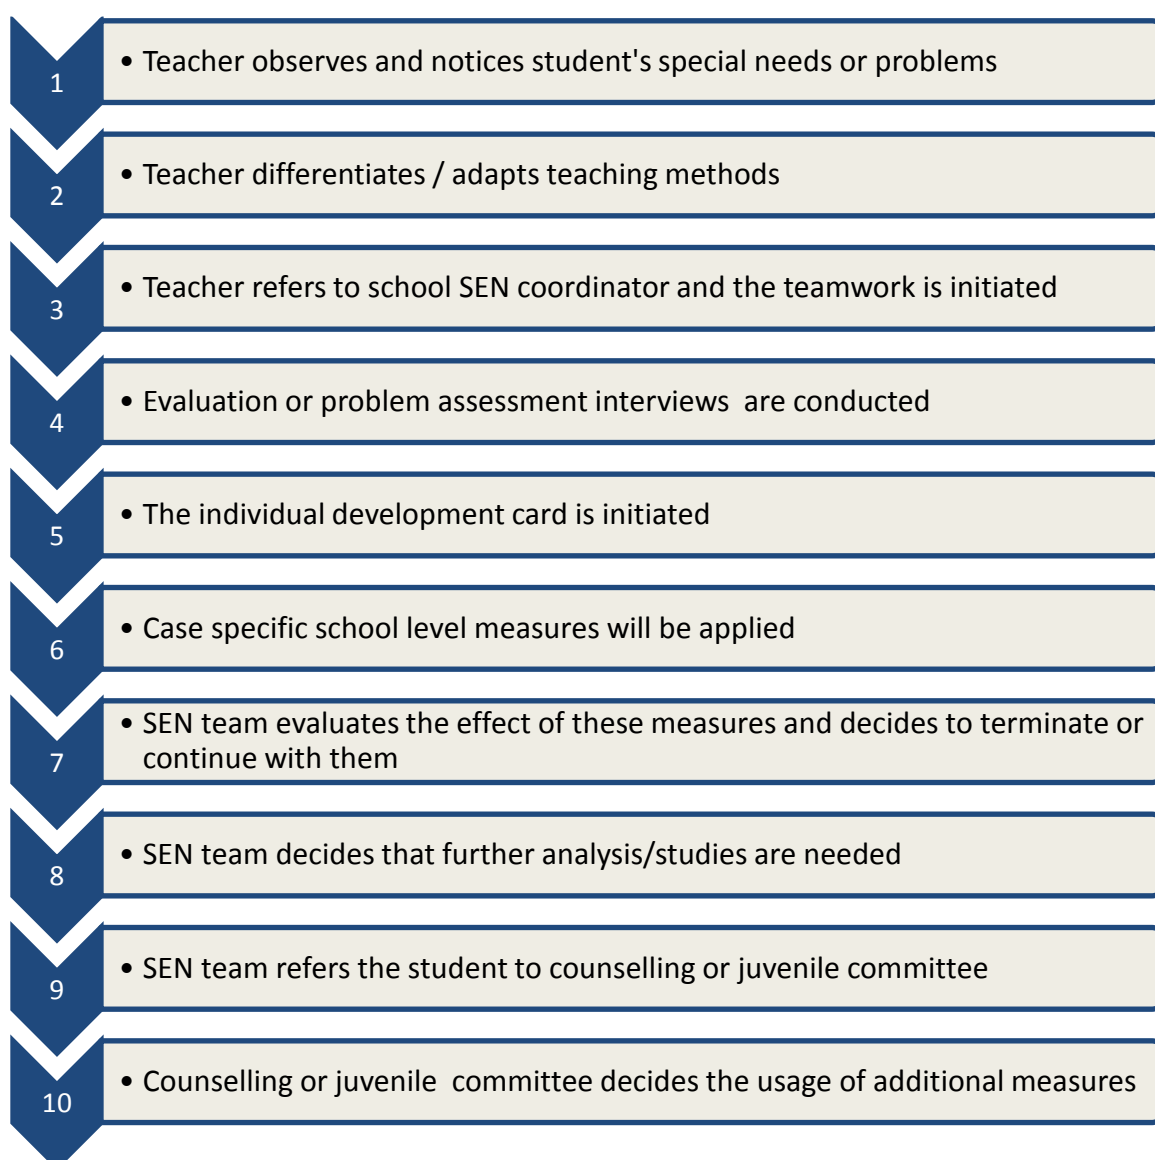 1
• Teacher observes and notices student's special needs or problems
2
• Teacher differentiates / adapts teaching methods
3
• Teacher refers to school SEN coordinator and the teamwork is initiated
4
• Evaluation or problem assessment interviews  are conducted
5
• The individual development card is initiated
6
• Case specific school level measures will be applied
7
• SEN team evaluates the effect of these measures and decides to terminate or
continue with them
8
• SEN team decides that further analysis/studies are needed
9
• SEN team refers the student to counselling or juvenile committee
10
• Counselling or juvenile  committee decides the usage of additional measures